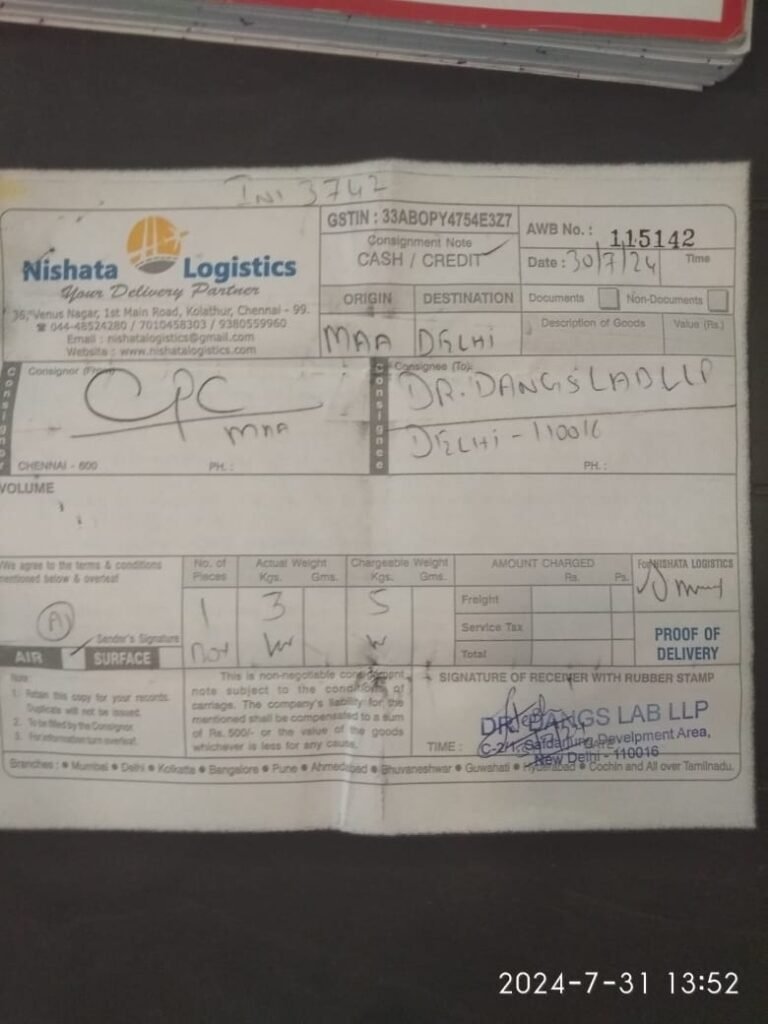 INI 3742
Nishata Logistics
Your Delivery Partner
36, Venus Nagar, 1st Main Road, Kolathur, Chennai - 99.
☎ 044-48524280 / 7010458303 / 9380559960
Email : nishatalogistics@gmail.com
Website : www.nishatalogistics.com
GSTIN : 33ABOPY4754E3Z7
Consignment Note
CASH / CREDIT
AWB No. : 115142
Date : 30/7/24 Time
ORIGIN DESTINATION
MAA DELHI
Documents Non-Documents
Description of Goods Value (Rs.)
Consignor
Consignor (From)
CPC
MAA
CHENNAI - 600 PH. :
Consignee
Consignee (To):
DR. DANGS LAB LLP
DELHI - 110016
PH. :
VOLUME
We agree to the terms & conditions
mentioned below & overleaf
Sender's Signature
AIR SURFACE
No. of Pieces
1
BOX
Actual Weight
Kgs. Gms.
3
Chargeable Weight
Kgs. Gms.
5
AMOUNT CHARGED
Rs. Ps.
Freight
Service Tax
Total
For NISHATA LOGISTICS
PROOF OF
DELIVERY
Note
1. Retain this copy for your records.
Duplicate will not be issued.
2. To be filled by the Consignor.
3. For information turn overleaf.
This is non-negotiable consignment
note subject to the conditions of
carriage. The company's liability for the
mentioned shall be compensated to a sum
of Rs. 500/- or the value of the goods
whichever is less for any cause.
SIGNATURE OF RECEIVER WITH RUBBER STAMP
DR. DANGS LAB LLP
C-2/1, Safdarjung Develpment Area,
New Delhi - 110016
TIME :
Branches : ● Mumbai ● Delhi ● Kolkatta ● Bangelore ● Pune ● Ahmedabad ● Bhuvaneshwar ● Guwahati ● Hyderabad ● Cochin and All over Tamilnadu.
2024-7-31 13:52